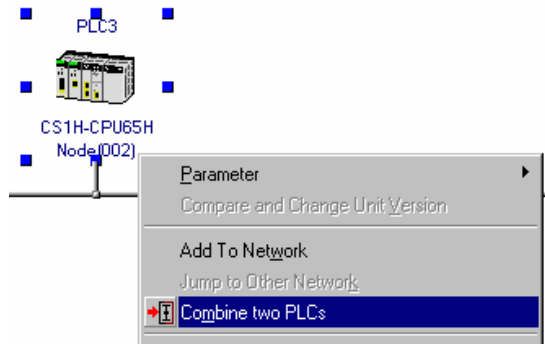 PLC3
CS1H-CPU65H
Node(002)
Parameter
Compare and Change Unit Version
Add To Network
Jump to Other Network
Combine two PLCs